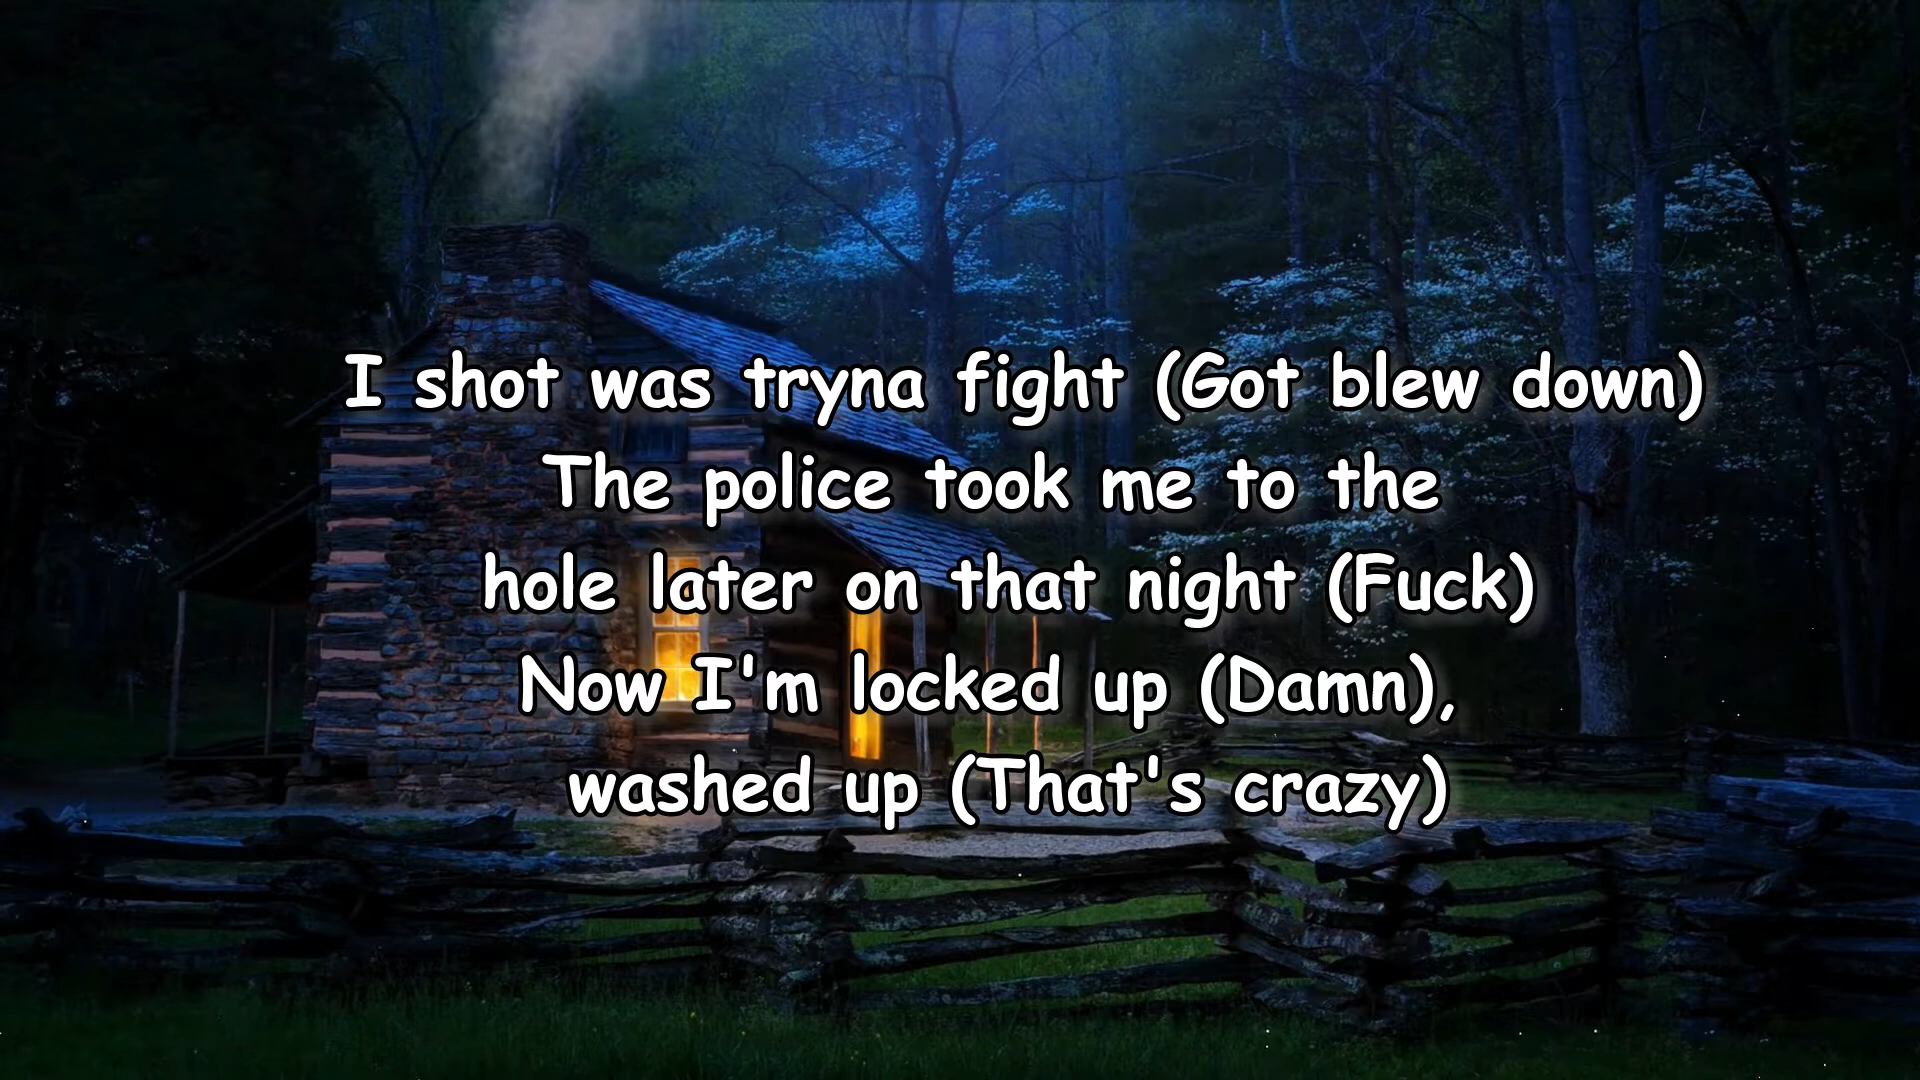 I shot was tryna fight (Got blew down)
The police took me to the
hole later on that night (Fuck)
Now I'm locked up (Damn),
washed up (That's crazy)